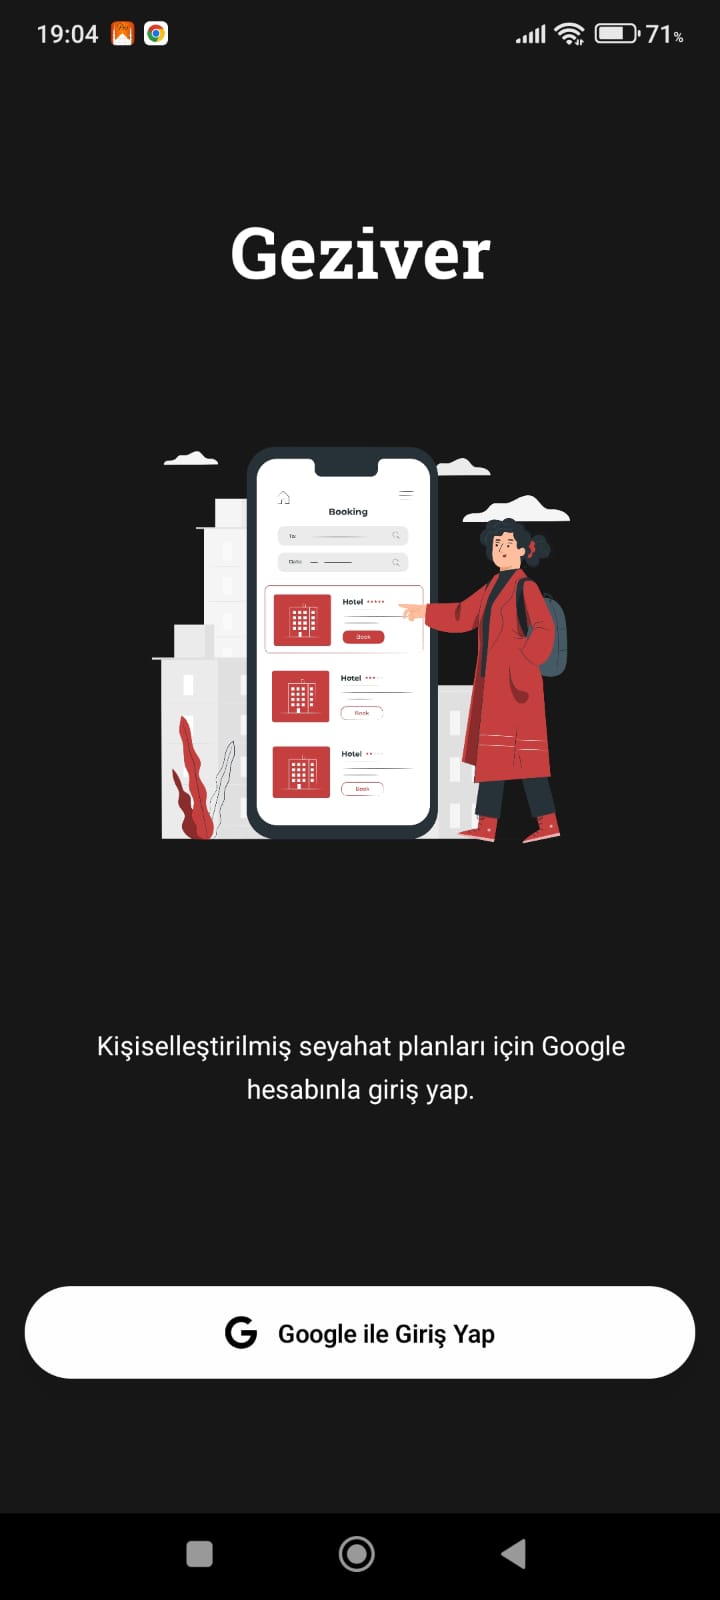 19:04
71%
Geziver
Booking
To:
Date:
Hotel
Book
Hotel
Book
Hotel
Book
Kişiselleştirilmiş seyahat planları için Google
hesabınla giriş yap.
Google ile Giriş Yap